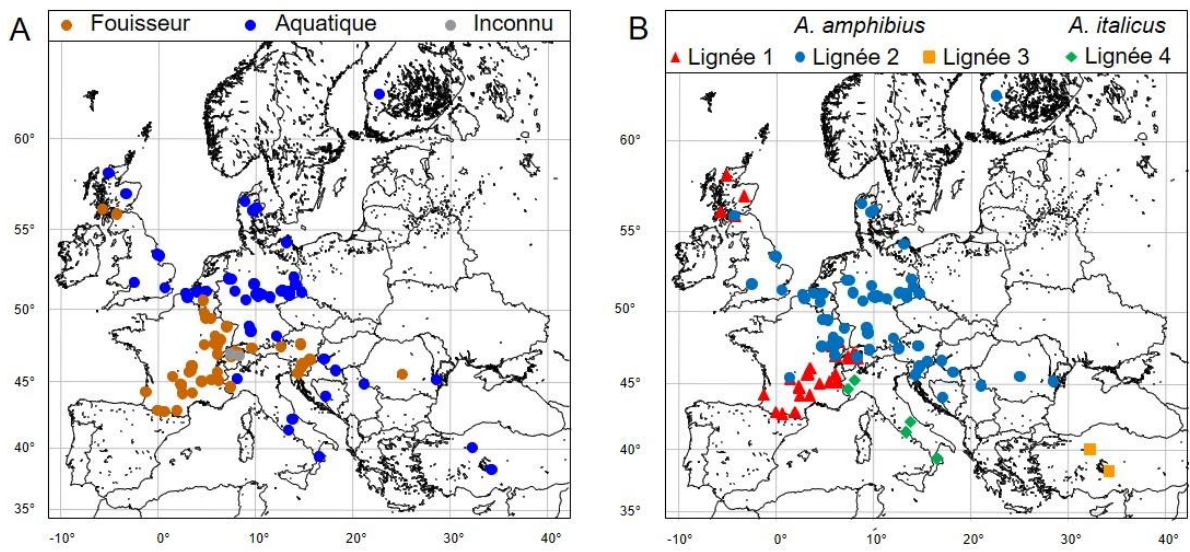 A
Fouisseur Aquatique Inconnu
60°
55°
50°
45°
40°
35°
-10° 0° 10° 20° 30° 40°
B
A. amphibius A. italicus
Lignée 1 Lignée 2 Lignée 3 Lignée 4
60°
55°
50°
45°
40°
35°
-10° 0° 10° 20° 30° 40°